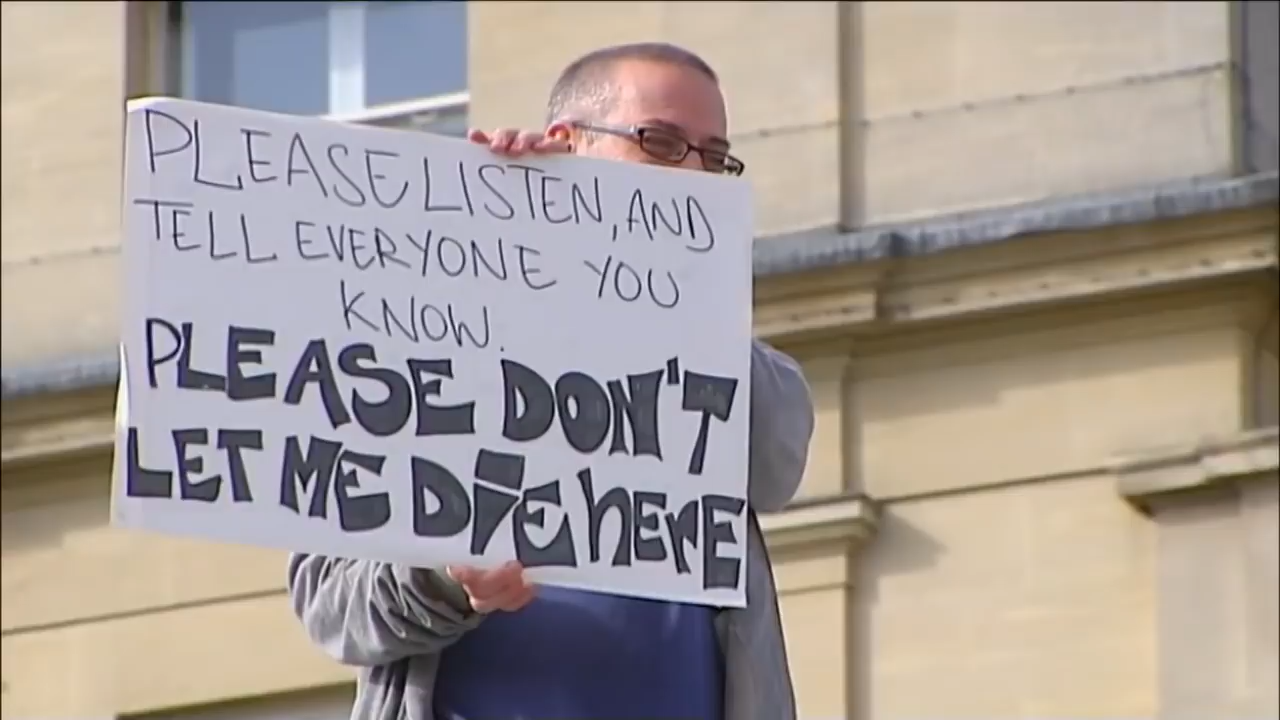 PLEASE LISTEN, AND
TELL EVERYONE YOU
KNOW.
PLEASE DON'T
LET ME DIE HERE